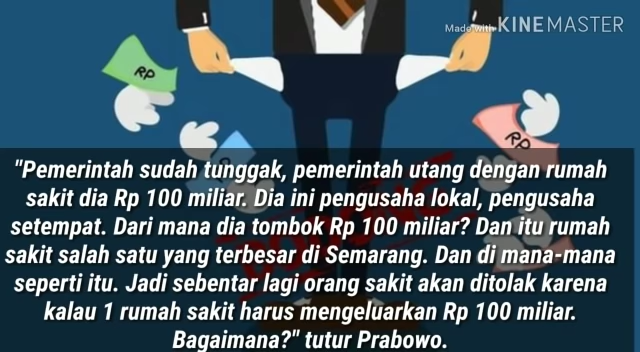 Made with KINEMASTER
RP
RP
"Pemerintah sudah tunggak, pemerintah utang dengan rumah
sakit dia Rp 100 miliar. Dia ini pengusaha lokal, pengusaha
setempat. Dari mana dia tombok Rp 100 miliar? Dan itu rumah
sakit salah satu yang terbesar di Semarang. Dan di mana-mana
seperti itu. Jadi sebentar lagi orang sakit akan ditolak karena
kalau 1 rumah sakit harus mengeluarkan Rp 100 miliar.
Bagaimana?" tutur Prabowo.